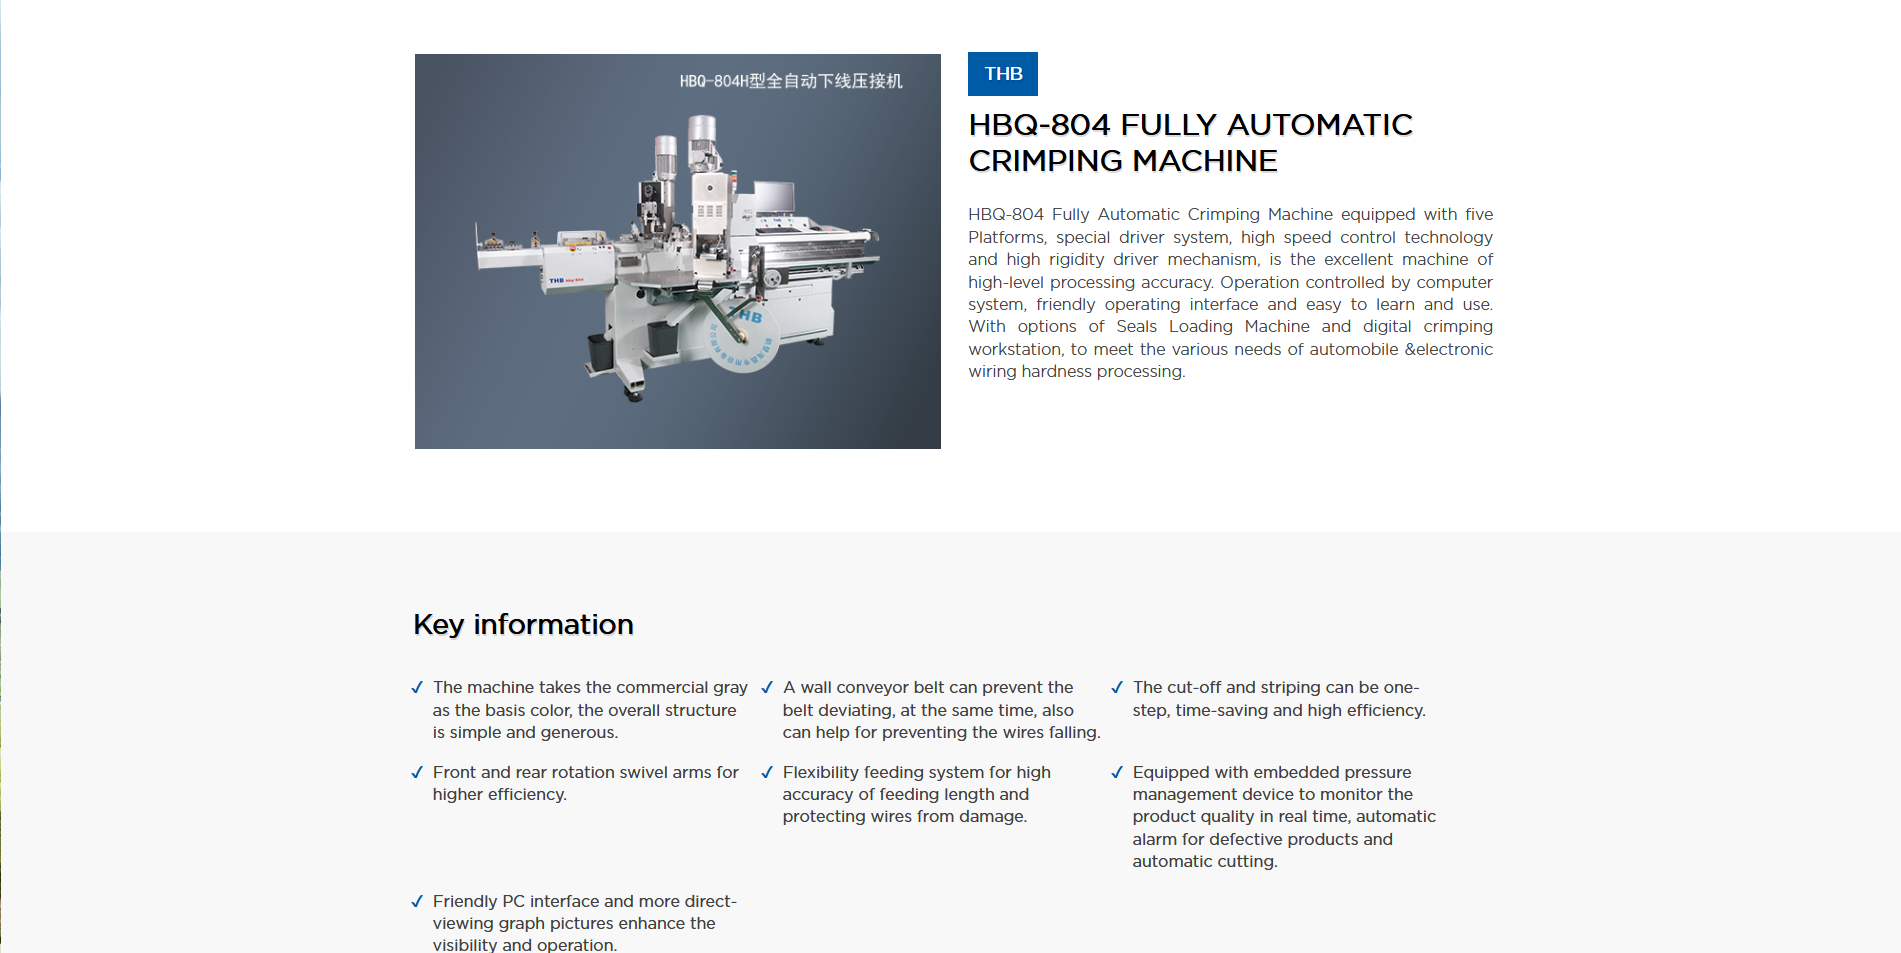 HBQ-804H型全自动下线压接机
THB
THB
THB
HBQ-804 FULLY AUTOMATIC
CRIMPING MACHINE
HBQ-804 Fully Automatic Crimping Machine equipped with five
Platforms, special driver system, high speed control technology
and high rigidity driver mechanism, is the excellent machine of
high-level processing accuracy. Operation controlled by computer
system, friendly operating interface and easy to learn and use.
With options of Seals Loading Machine and digital crimping
workstation, to meet the various needs of automobile &electronic
wiring hardness processing.
Key information
The machine takes the commercial gray
as the basis color, the overall structure
is simple and generous.
A wall conveyor belt can prevent the
belt deviating, at the same time, also
can help for preventing the wires falling.
The cut-off and striping can be one-
step, time-saving and high efficiency.
Front and rear rotation swivel arms for
higher efficiency.
Flexibility feeding system for high
accuracy of feeding length and
protecting wires from damage.
Equipped with embedded pressure
management device to monitor the
product quality in real time, automatic
alarm for defective products and
automatic cutting.
Friendly PC interface and more direct-
viewing graph pictures enhance the
visibility and operation.